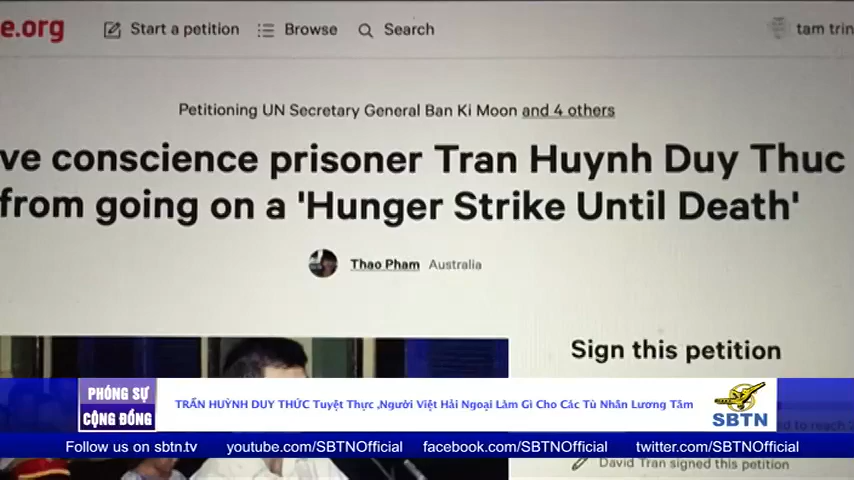 e.org
Start a petition
Browse
Search
tam trin
Petitioning UN Secretary General Ban Ki Moon and 4 others
ve conscience prisoner Tran Huynh Duy Thuc
from going on a 'Hunger Strike Until Death'
Thao Pham Australia
Sign this petition
PHÓNG SỰ
CỘNG ĐỒNG
TRẦN HUỲNH DUY THỨC Tuyệt Thực ,Người Việt Hải Ngoại Làm Gì Cho Các Tù Nhân Lương Tâm
SBTN
d to reach
Follow us on sbtn.tv youtube.com/SBTNOfficial facebook.com/SBTNOfficial twitter.com/SBTNOfficial
David Tran signed this petition